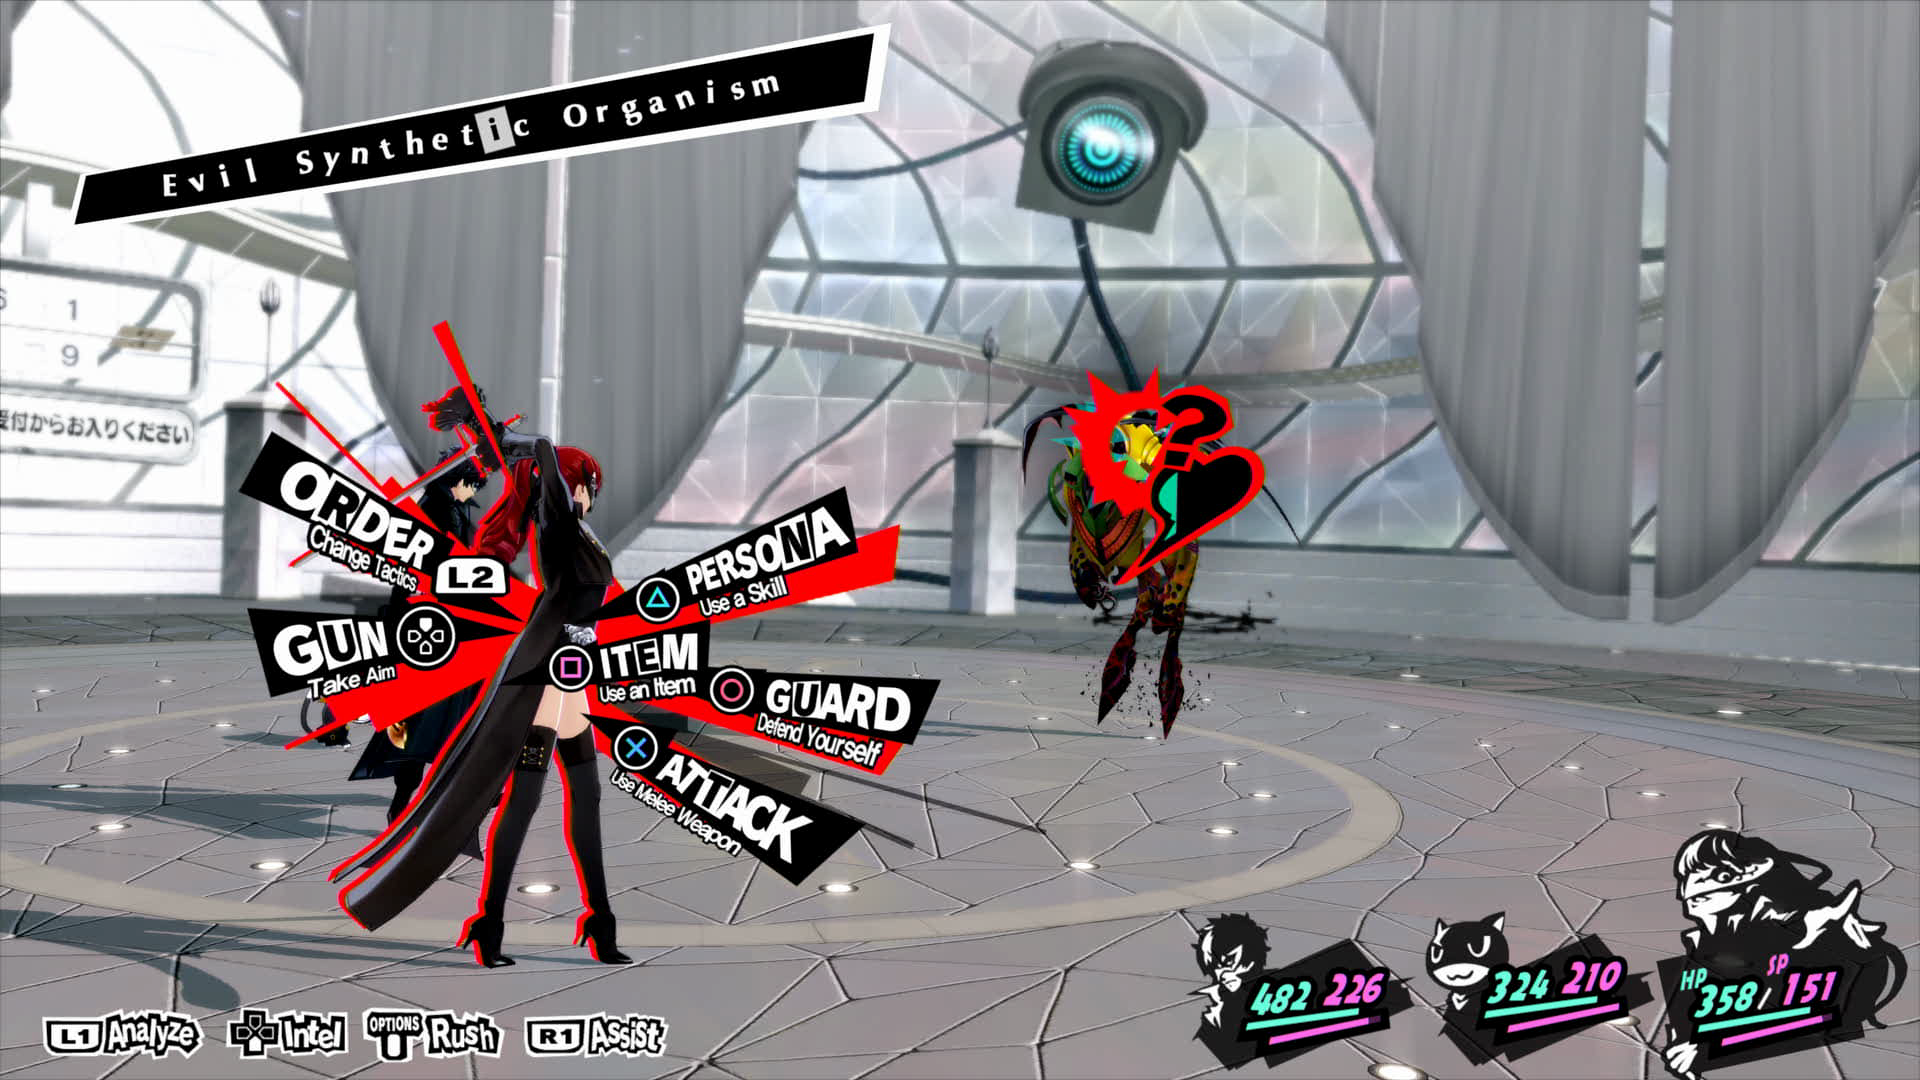 Evil Synthetic Organism
6 1
9
受付からお入りください
?
ORDER
Change Tactics
L2
GUN
Take Aim
PERSONA
Use a Skill
ITEM
Use an Item
GUARD
Defend Yourself
ATTACK
Use Melee Weapon
482 226
324 210
HP 358/ SP 151
L1 Analyze
Intel
OPTIONS Rush
R1 Assist